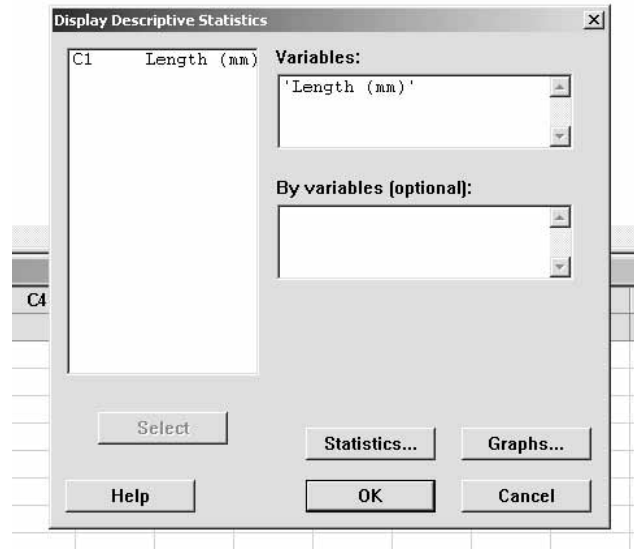 Display Descriptive Statistics
C1 Length (mm)
Variables:
'Length (mm)'
By variables (optional):
C4
Select
Statistics...
Graphs...
Help
OK
Cancel